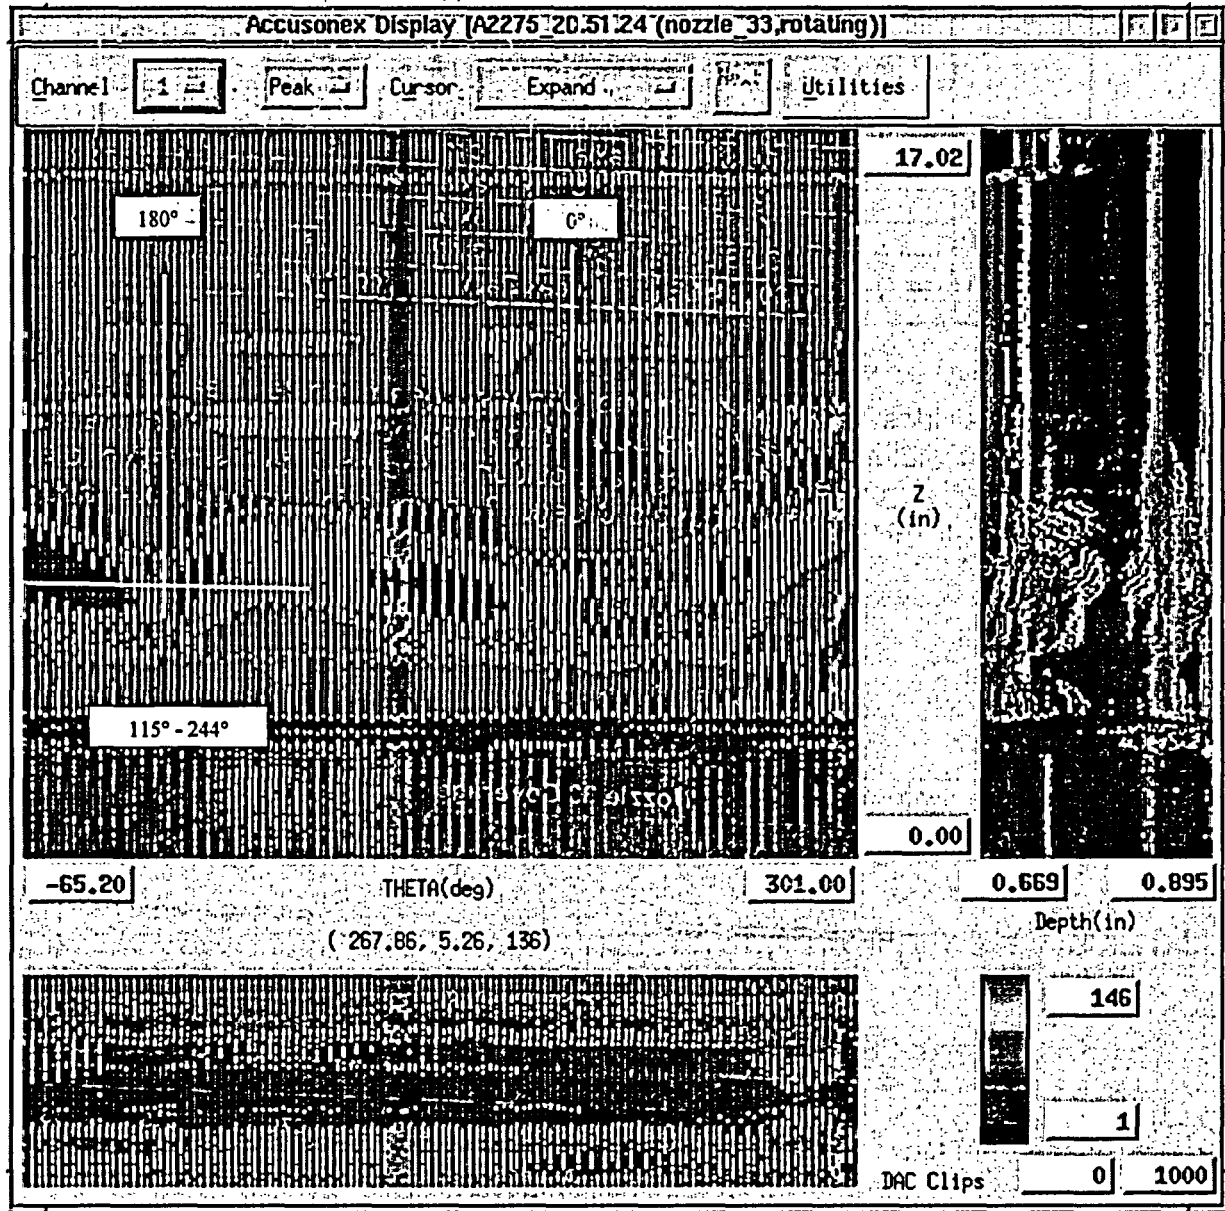 Accusonex Display [A2275_20.51.24 (nozzle_33,rotating)]
Channel 1 Peak Cursor Expand Utilities
17.02
180° 0°
Z
(in)
115° - 244°
0.00
-65.20 THETA(deg) 301.00 0.669 0.895
Depth(in)
( 267.86, 5.26, 136)
146
1
DAC Clips 0 1000